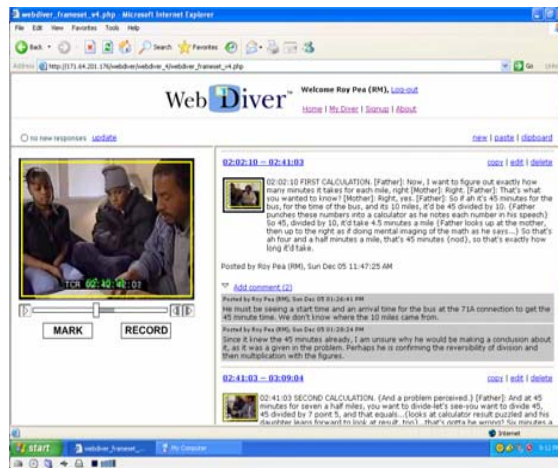 webdiver_frameset_v4.php - Microsoft Internet Explorer
File Edit View Favorites Tools Help
Back Search Favorites
Address http://171.64.201.176/webdiver/webdiver_4/webdiver_frameset_v4.php Go
Web Diver™ Welcome Roy Pea (RM), Log-out
Home | My Diver | Signup | About
no new responses update
new | paste | clipboard
02:02:10 – 02:41:03 copy | edit | delete
02:02:10 FIRST CALCULATION. [Father]: Now, I want to figure out exactly how
many minutes it takes for each mile, right [Mother]: Right. [Father]: That's what
you wanted to know? [Mother]: Right, yes. [Father]: So if ah it's 45 minutes for the
bus, for the time of the bus, and its 10 miles, it'd be 45 divided by 10. {Father
punches these numbers into a calculator as he notes each number in his speech}
So 45, divided by 10, it'd take 4.5 minutes a mile {Father looks up at the mother,
then up to the right as if doing mental imaging of the math as he says...} So that's
ah four and a half minutes a mile, that's 45 minutes (nod), so that's exactly how
long it'd take.
Posted by Roy Pea (RM), Sun Dec 05 11:47:25 AM
Add comment (2)
Posted by Roy Pea (RM), Sun Dec 05 01:26:41 PM
He must be seeing a start time and an arrival time for the bus at the 71A connection to get the
45 minute time. We don't know where the 10 miles came from.
Posted by Roy Pea (RM), Sun Dec 05 01:28:24 PM
Since it knew the 45 minutes already, I am unsure why he would be making a conclusion about
it, as it was a given in the problem. Perhaps he is confirming the reversibility of division and
then multiplication with the figures.
TCR 02:41:03
MARK RECORD
02:41:03 – 03:09:04 copy | edit | delete
02:41:03 SECOND CALCULATION. {And a problem perceived.} [Father]: And at 45
minutes for seven a half miles, you want to divide-let's see-you want to divide 45,
45 divided by 7 point 5, and that equals...{looks at calculator result puzzled and his
daughter leans forward to look at result, too}...that's gotta be wrong? Six minutes a
Internet
start webdiver_frameset_... My Computer 9:12 PM